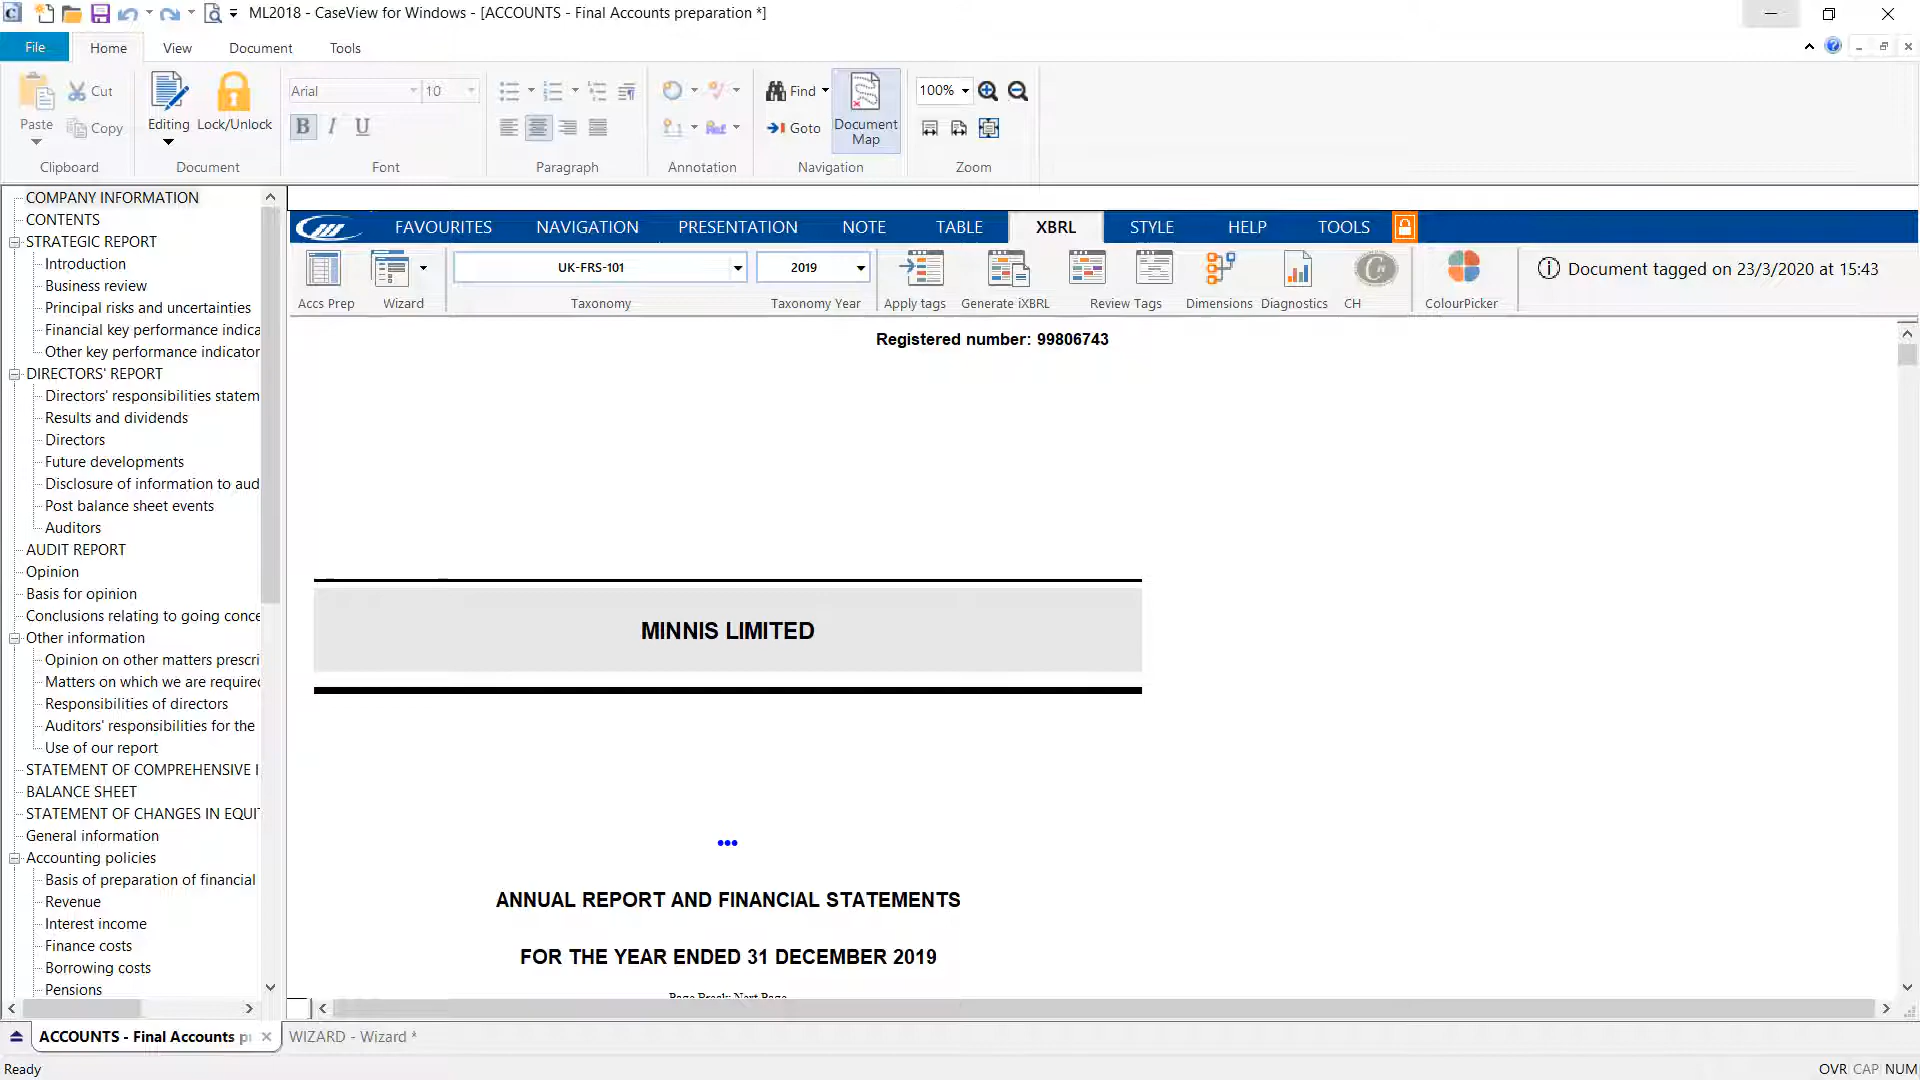 ML2018 - CaseView for Windows - [ACCOUNTS - Final Accounts preparation *]
File Home View Document Tools
Paste Cut Copy Editing Lock/Unlock Arial 10 B I U Find Goto Document Map 100%
Clipboard Document Font Paragraph Annotation Navigation Zoom
FAVOURITES NAVIGATION PRESENTATION NOTE TABLE XBRL STYLE HELP TOOLS
UK-FRS-101 2019 Document tagged on 23/3/2020 at 15:43
Accs Prep Wizard Taxonomy Taxonomy Year Apply tags Generate iXBRL Review Tags Dimensions Diagnostics CH ColourPicker
COMPANY INFORMATION
CONTENTS
STRATEGIC REPORT
Introduction
Business review
Principal risks and uncertainties
Financial key performance indica
Other key performance indicator
DIRECTORS' REPORT
Directors' responsibilities statem
Results and dividends
Directors
Future developments
Disclosure of information to aud
Post balance sheet events
Auditors
AUDIT REPORT
Opinion
Basis for opinion
Conclusions relating to going conce
Other information
Opinion on other matters prescri
Matters on which we are required
Responsibilities of directors
Auditors' responsibilities for the
Use of our report
STATEMENT OF COMPREHENSIVE I
BALANCE SHEET
STATEMENT OF CHANGES IN EQUIT
General information
Accounting policies
Basis of preparation of financial
Revenue
Interest income
Finance costs
Borrowing costs
Pensions
Registered number: 99806743
MINNIS LIMITED
ANNUAL REPORT AND FINANCIAL STATEMENTS
FOR THE YEAR ENDED 31 DECEMBER 2019
Page Break: Next Page
ACCOUNTS - Final Accounts p
WIZARD - Wizard *
Ready
OVR CAP NUM